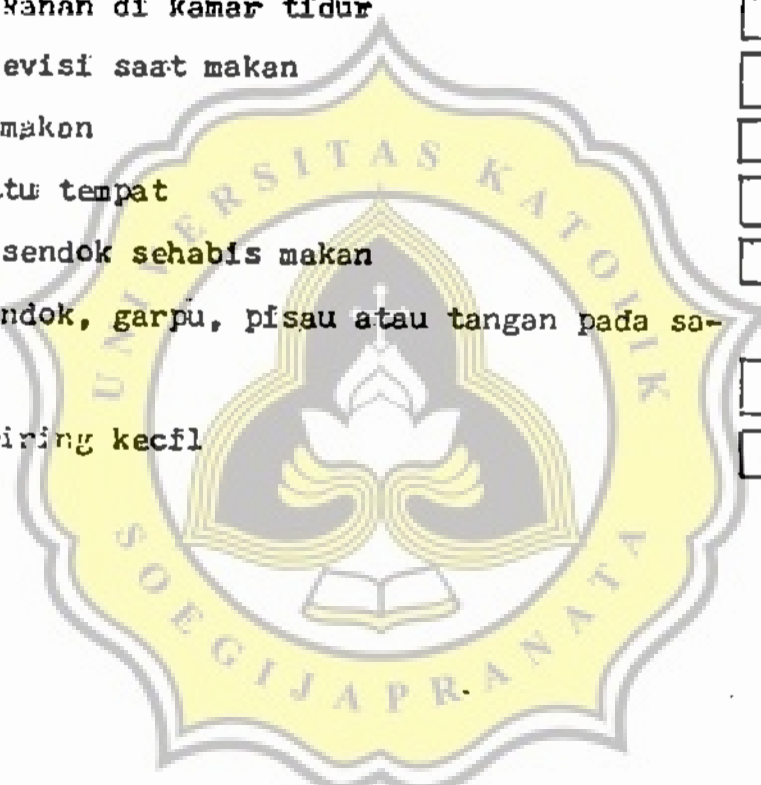 kanan di kamar tidur
evisi saat makan
makan
tu tempat
sendok sehabis makan
ndok, garpu, pisau atau tangan pada sa-
iring kecil
UNIVERSITAS KATOLIK
SOEGIJAPRANATA